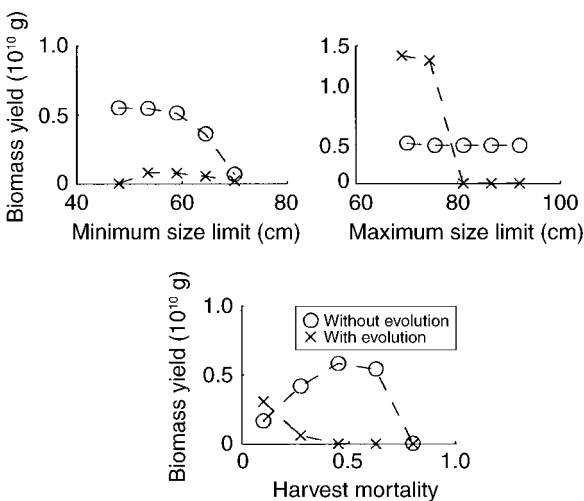 Biomass yield (10¹⁰ g)
1.0
0.5
0
40
60
80
Minimum size limit (cm)
1.5
1.0
0.5
0
60
80
100
Maximum size limit (cm)
Biomass yield (10¹⁰ g)
1.0
0.5
0
Without evolution
With evolution
0
0.5
1.0
Harvest mortality